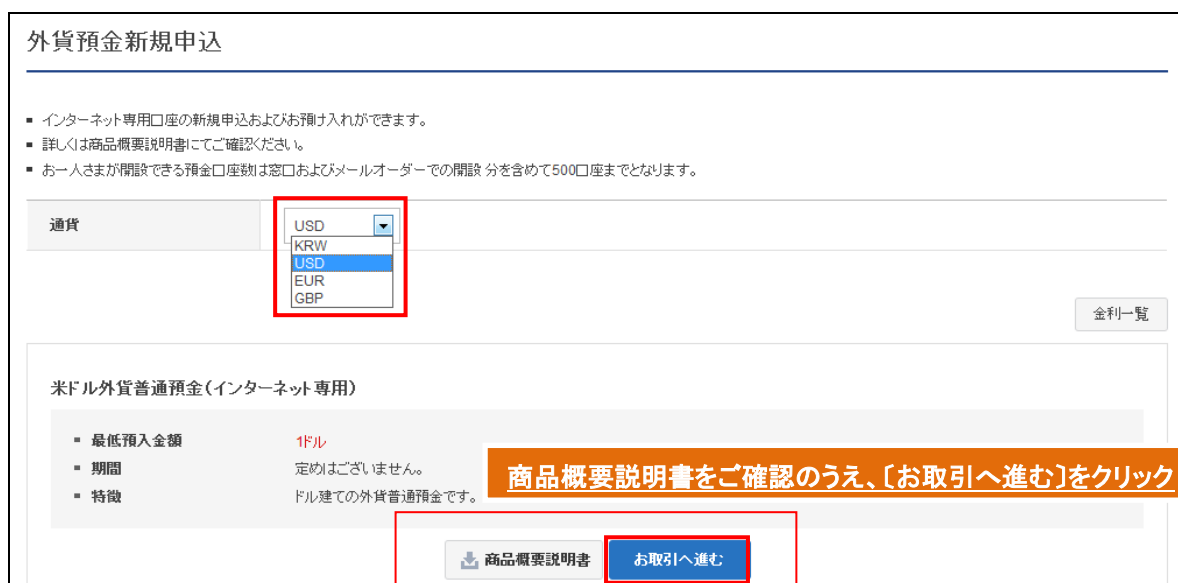 外貨預金新規申込
▪ インターネット専用口座の新規申込およびお預け入れができます。
▪ 詳しくは商品概要説明書にてご確認ください。
▪ お一人さまが開設できる預金口座数は窓口およびメールオーダーでの開設 分を含めて500口座までとなります。
通貨 USD
KRW
USD
EUR
GBP
金利一覧
米ドル外貨普通預金(インターネット専用)
▪ 最低預入金額 1ドル
▪ 期間 定めはございません。
▪ 特徴 ドル建ての外貨普通預金です。
商品概要説明書をご確認のうえ、〔お取引へ進む〕をクリック
商品概要説明書 お取引へ進む